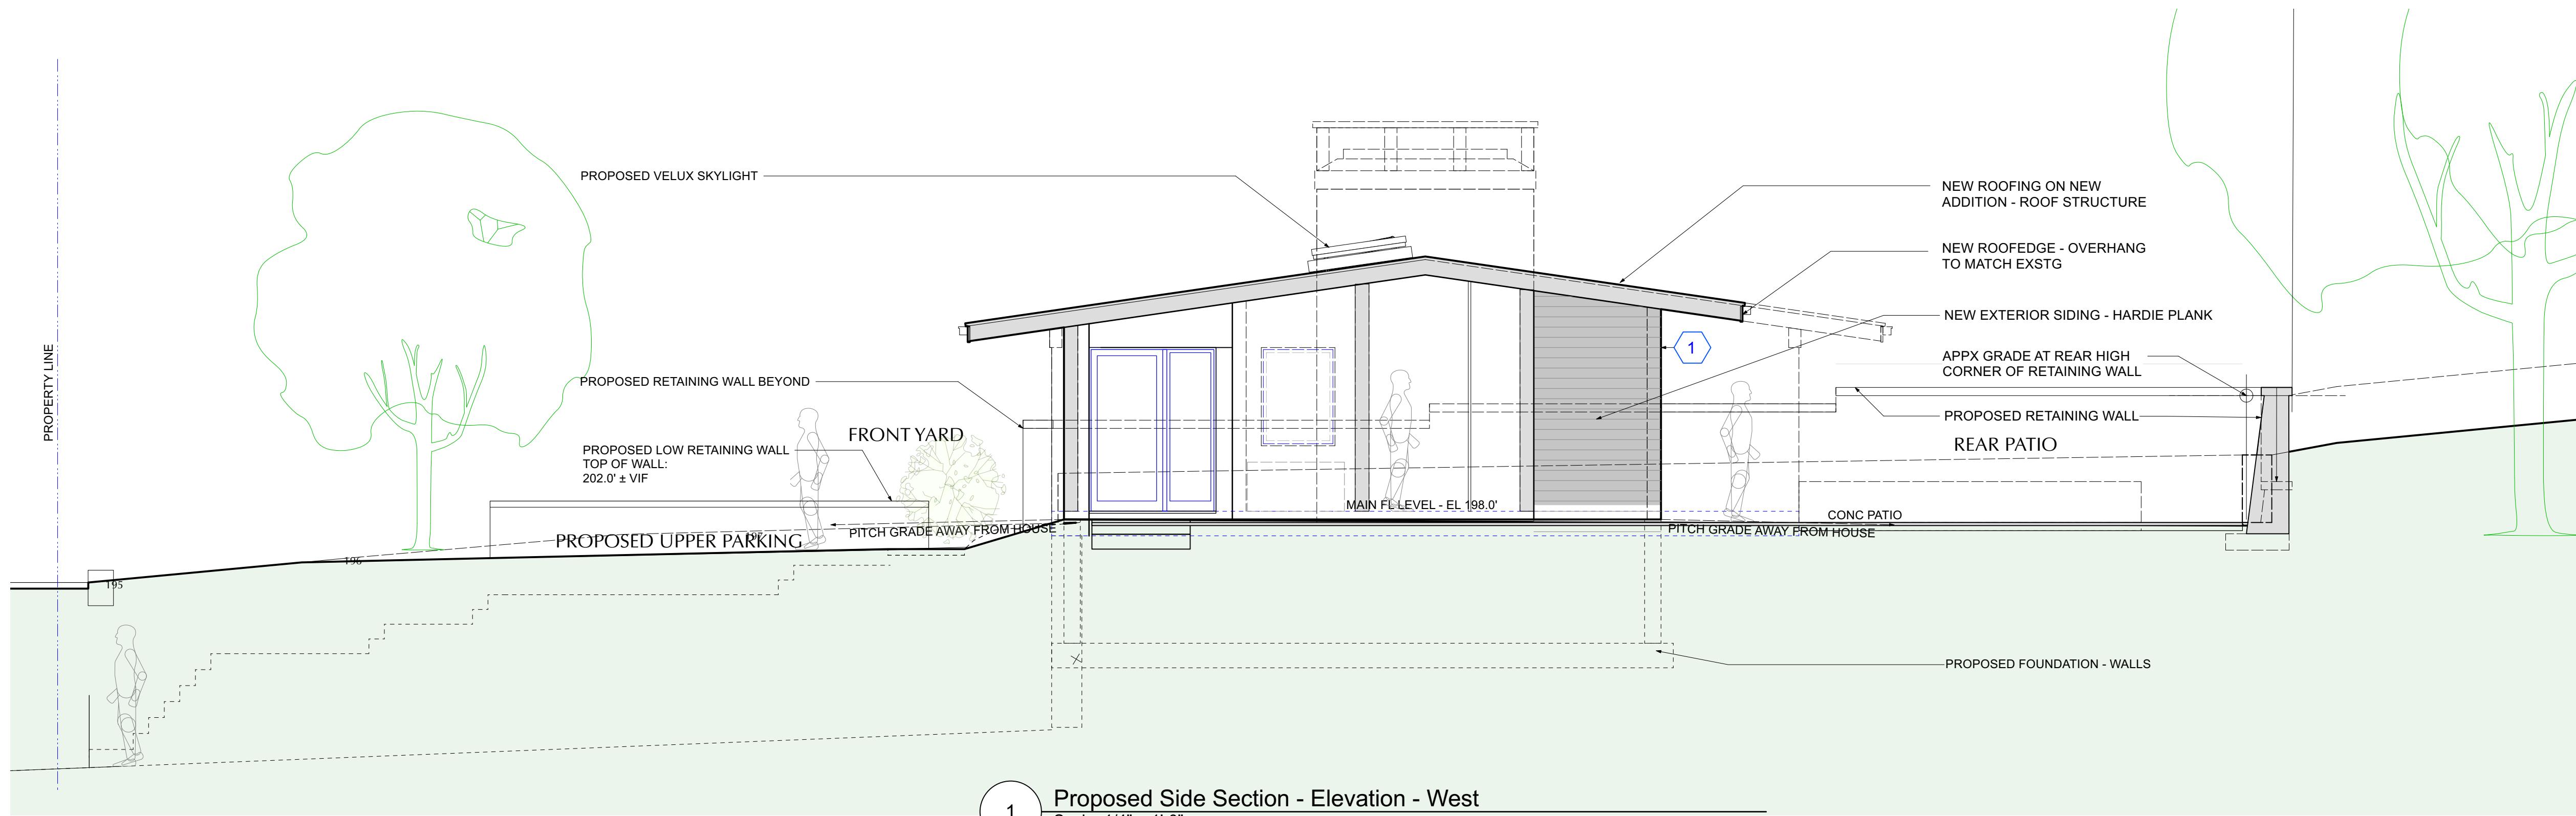 PROPERTY LINE
PROPOSED VELUX SKYLIGHT
NEW ROOFING ON NEW
ADDITION - ROOF STRUCTURE
NEW ROOFEDGE - OVERHANG
TO MATCH EXSTG
NEW EXTERIOR SIDING - HARDIE PLANK
1
APPX GRADE AT REAR HIGH
CORNER OF RETAINING WALL
PROPOSED RETAINING WALL BEYOND
PROPOSED RETAINING WALL
FRONT YARD
REAR PATIO
PROPOSED LOW RETAINING WALL
TOP OF WALL:
202.0' ± VIF
MAIN FL LEVEL - EL 198.0'
CONC PATIO
PITCH GRADE AWAY FROM HOUSE
PITCH GRADE AWAY FROM HOUSE
PROPOSED UPPER PARKING
196
195
PROPOSED FOUNDATION - WALLS
1
Proposed Side Section - Elevation - West